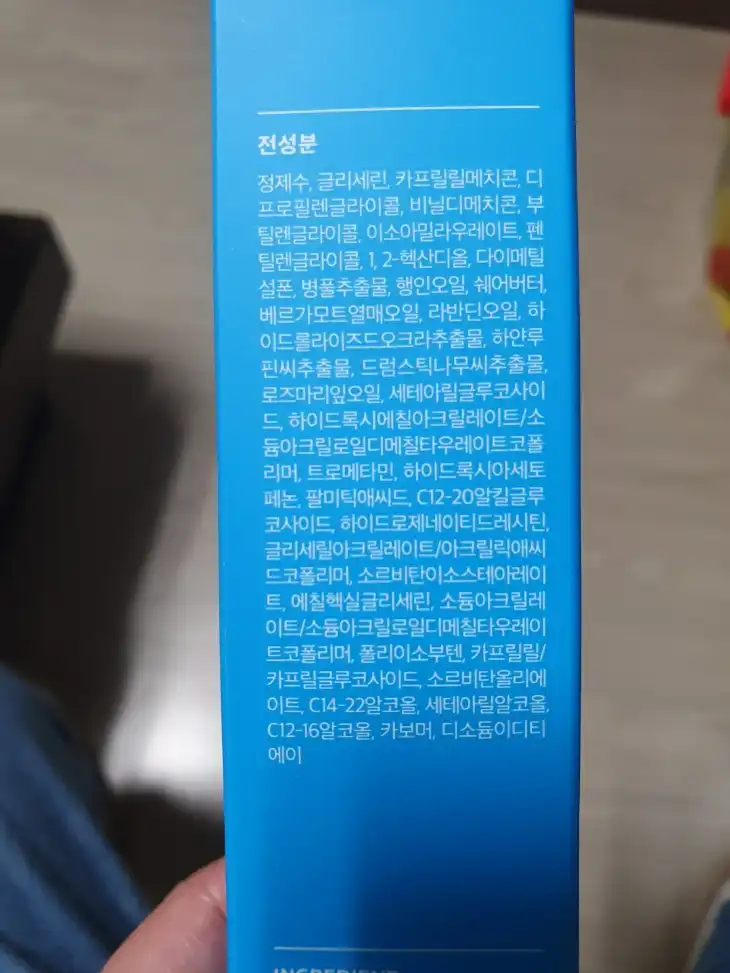 전성분
정제수, 글리세린, 카프릴릴메치콘, 디
프로필렌글라이콜, 비닐디메치콘, 부
틸렌글라이콜, 이소아밀라우레이트, 펜
틸렌글라이콜, 1, 2-헥산디올, 다이메틸
설폰, 병풀추출물, 행인오일, 쉐어버터,
베르가모트열매오일, 라반딘오일, 하
이드롤라이즈드오크라추출물, 하얀루
핀씨추출물, 드럼스틱나무씨추출물,
로즈마리잎오일, 세테아릴글루코사이
드, 하이드록시에칠아크릴레이트/소
듐아크릴로일디메칠타우레이트코폴
리머, 트로메타민, 하이드록시아세토
페논, 팔미틱애씨드, C12-20알킬글루
코사이드, 하이드로제네이티드레시틴,
글리세릴아크릴레이트/아크릴릭애씨
드코폴리머, 소르비탄이소스테아레이
트, 에칠헥실글리세린, 소듐아크릴레
이트/소듐아크릴로일디메칠타우레이
트코폴리머, 폴리이소부텐, 카프릴릴/
카프릴글루코사이드, 소르비탄올리에
이트, C14-22알코올, 세테아릴알코올,
C12-16알코올, 카보머, 디소듐이디티
에이
INGREDIENT